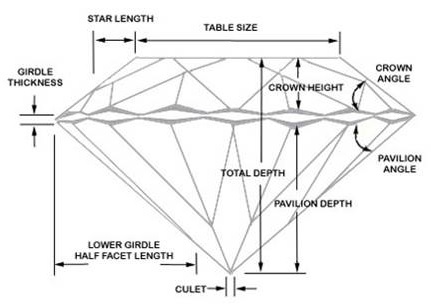 STAR LENGTH
TABLE SIZE
GIRDLE
THICKNESS
CROWN
ANGLE
CROWN HEIGHT
PAVILION
ANGLE
TOTAL DEPTH
PAVILION DEPTH
LOWER GIRDLE
HALF FACET LENGTH
CULET